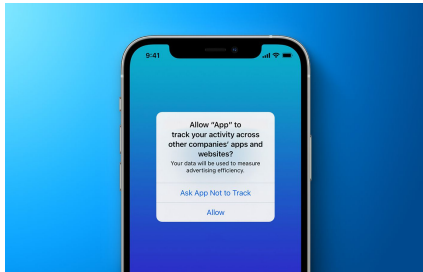 9:41
Allow "App" to
track your activity across
other companies' apps and
websites?
Your data will be used to measure
advertising efficiency.
Ask App Not to Track
Allow